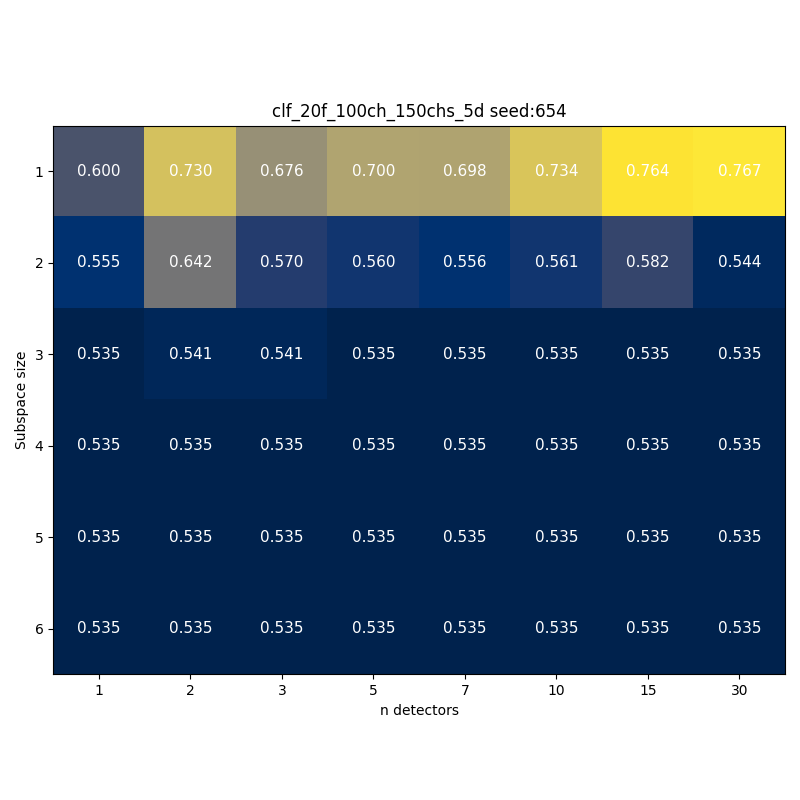 clf_20f_100ch_150chs_5d seed:654
1 0.600 0.730 0.676 0.700 0.698 0.734 0.764 0.767
2 0.555 0.642 0.570 0.560 0.556 0.561 0.582 0.544
3 0.535 0.541 0.541 0.535 0.535 0.535 0.535 0.535
4 0.535 0.535 0.535 0.535 0.535 0.535 0.535 0.535
5 0.535 0.535 0.535 0.535 0.535 0.535 0.535 0.535
6 0.535 0.535 0.535 0.535 0.535 0.535 0.535 0.535
Subspace size
1 2 3 5 7 10 15 30
n detectors